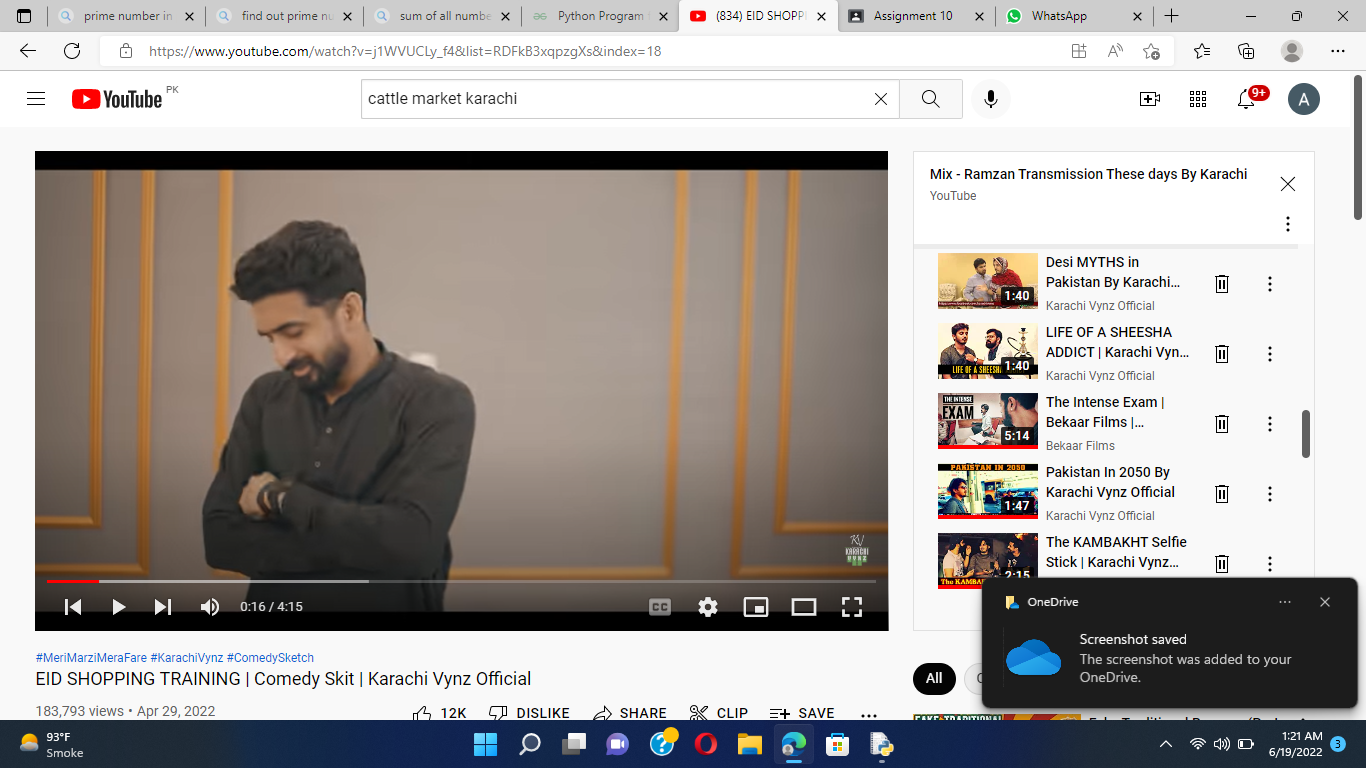 prime number in
find out prime nu
sum of all numbe
Python Program
(834) EID SHOPP
Assignment 10
WhatsApp
https://www.youtube.com/watch?v=j1WVUCLy_f4&list=RDFkB3xqpzgXs&index=18
YouTube PK
cattle market karachi
9+
A
Mix - Ramzan Transmission These days By Karachi
YouTube
Desi MYTHS in
Pakistan By Karachi…
Karachi Vynz Official
1:40
LIFE OF A SHEESHA
ADDICT | Karachi Vyn…
Karachi Vynz Official
LIFE OF A SHEESHA
1:40
The Intense Exam |
Bekaar Films |…
Bekaar Films
THE INTENSE
EXAM
5:14
Pakistan In 2050 By
Karachi Vynz Official
Karachi Vynz Official
PAKISTAN IN 2050
1:47
The KAMBAKHT Selfie
Stick | Karachi Vynz…
The KAMBA
2:15
KV
KARACHI
VYNZ
0:16 / 4:15
CC
#MeriMarziMeraFare #KarachiVynz #ComedySketch
EID SHOPPING TRAINING | Comedy Skit | Karachi Vynz Official
183,793 views • Apr 29, 2022
12K
DISLIKE
SHARE
CLIP
SAVE
All
OneDrive
Screenshot saved
The screenshot was added to your
OneDrive.
93°F
Smoke
1:21 AM
6/19/2022
3